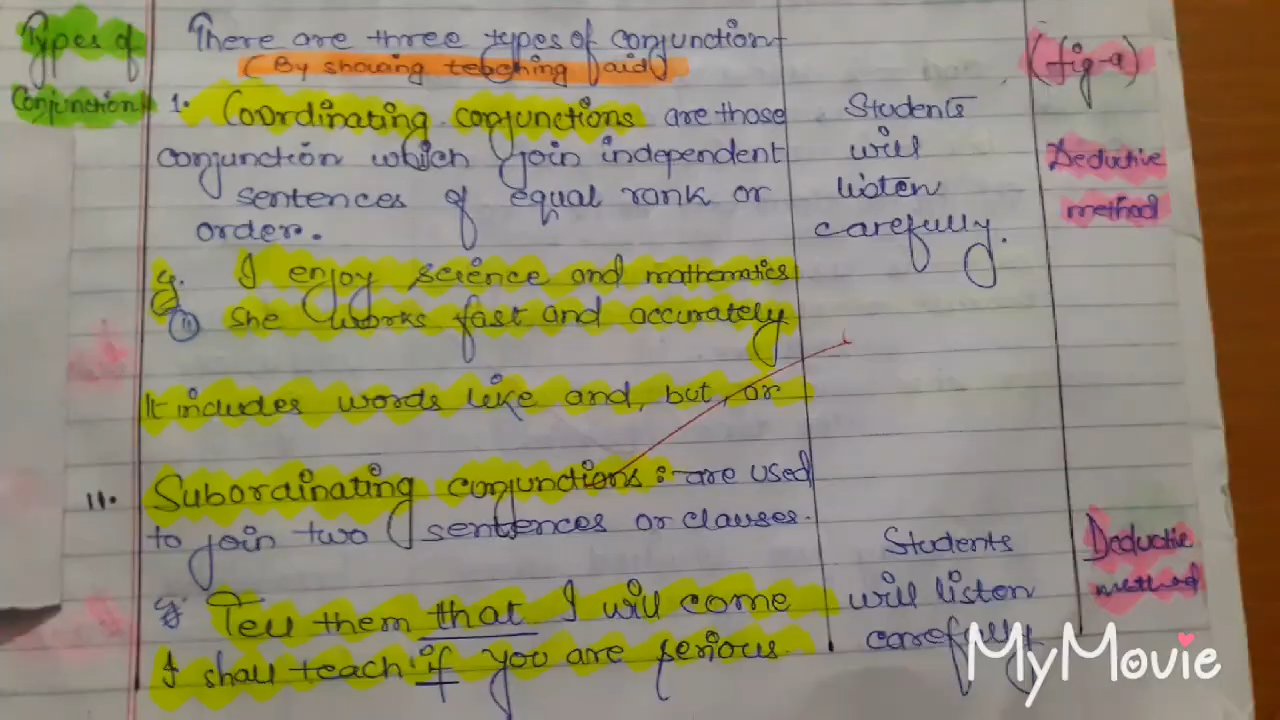 Types of
Conjunction
There are three types of conjunction
(By showing teaching aid)
1. Coordinating conjunctions are those
conjunction which join independent
sentences of equal rank or
order.
eg. I enjoy science and mathematics
(ii) She works fast and accurately
It includes words like and, but, or
11. Subordinating conjunctions :- are used
to join two sentences or clauses.
eg Tell them that I will come
I shall teach if you are serious.
Students
will
listen
carefully.
Students
will listen
carefully
(fig-a)
Deductive
method
Deductive
method
MyMovie